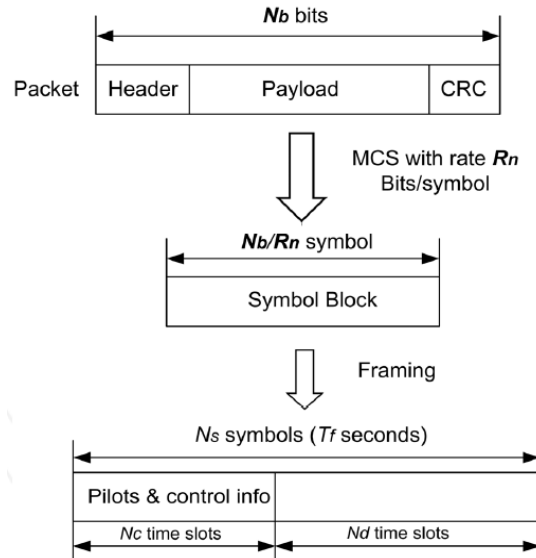 Nb bits
Packet Header Payload CRC
MCS with rate Rn
Bits/symbol
Nb/Rn symbol
Symbol Block
Framing
Ns symbols (Tf seconds)
Pilots & control info
Nc time slots Nd time slots